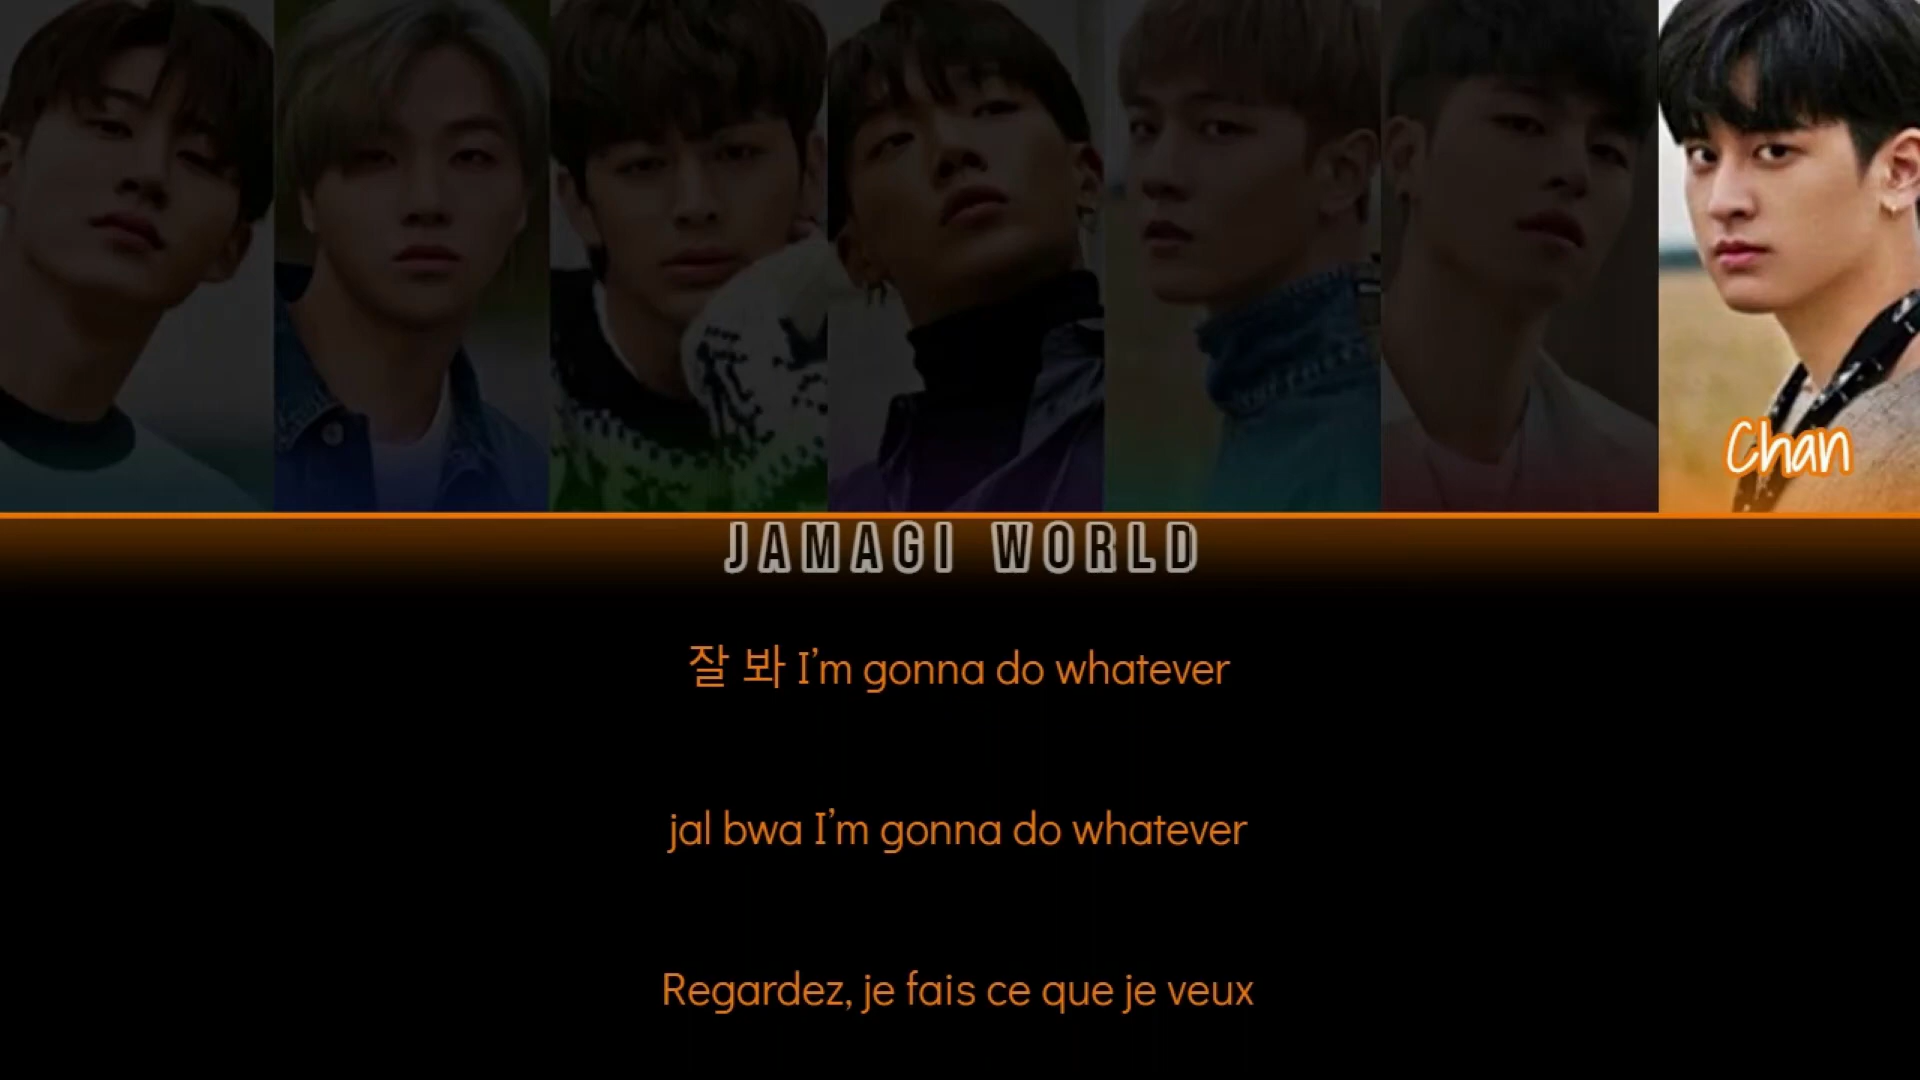 Chan
JAMAGI WORLD
잘 봐 I’m gonna do whatever
jal bwa I’m gonna do whatever
Regardez, je fais ce que je veux